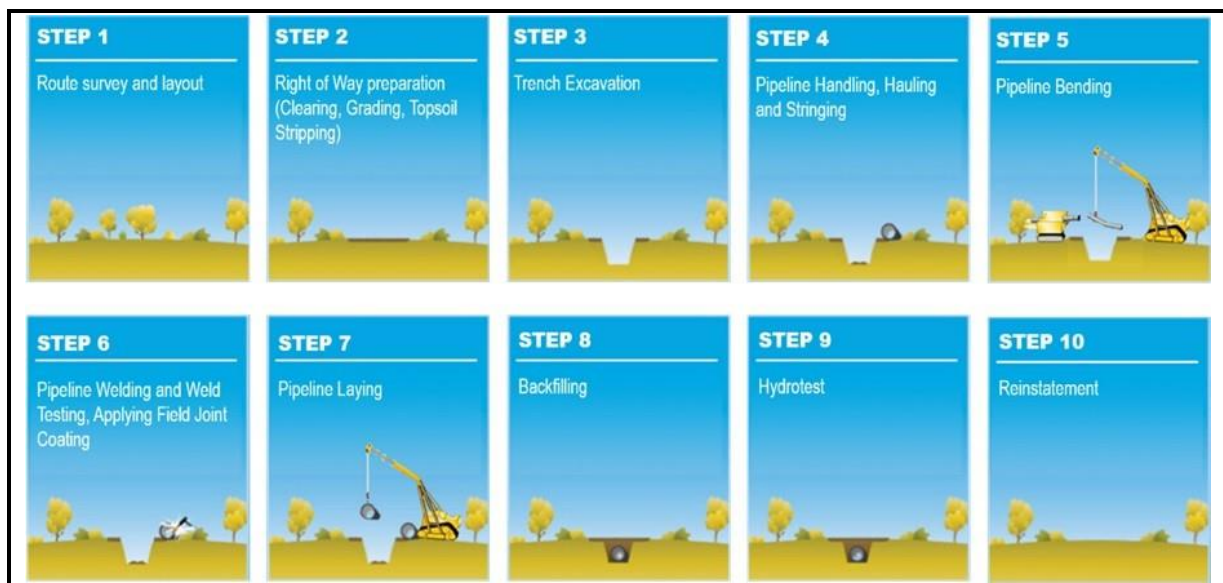 STEP 1
Route survey and layout
STEP 2
Right of Way preparation
(Clearing, Grading, Topsoil
Stripping)
STEP 3
Trench Excavation
STEP 4
Pipeline Handling, Hauling
and Stringing
STEP 5
Pipeline Bending
STEP 6
Pipeline Welding and Weld
Testing, Applying Field Joint
Coating
STEP 7
Pipeline Laying
STEP 8
Backfilling
STEP 9
Hydrotest
STEP 10
Reinstatement